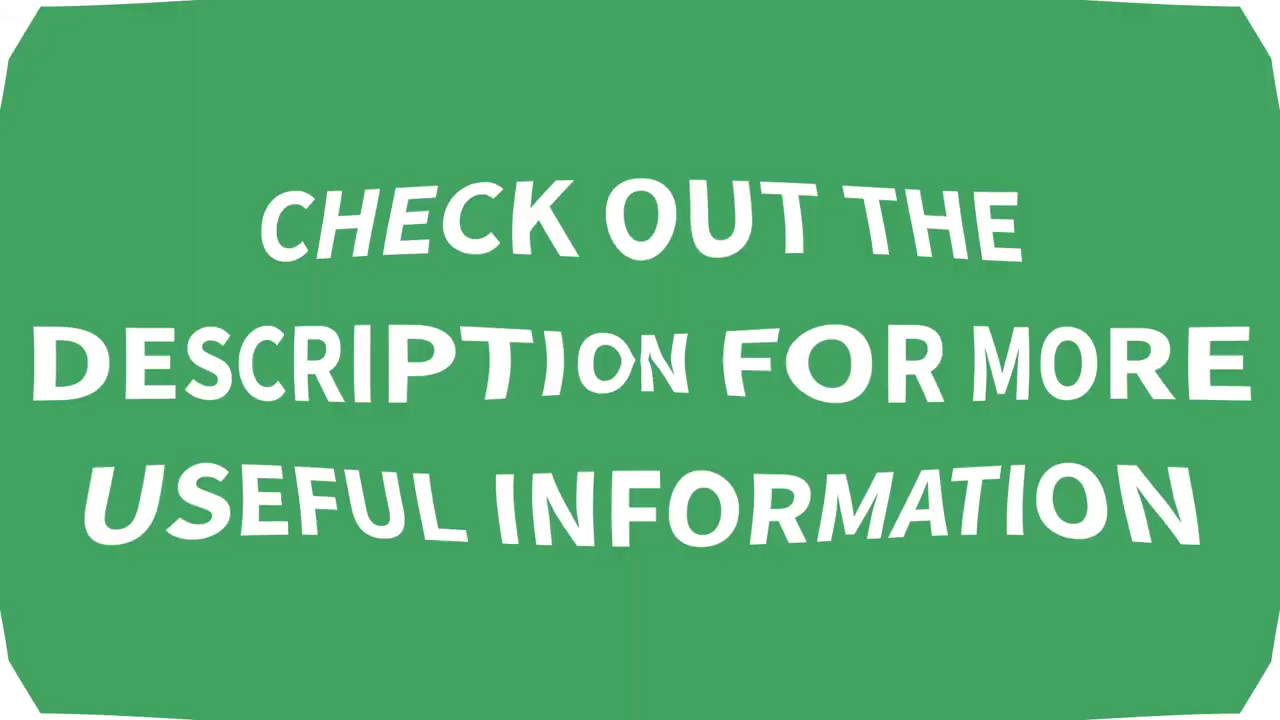 CHECK OUT THE
DESCRIPTION FOR MORE
USEFUL INFORMATION